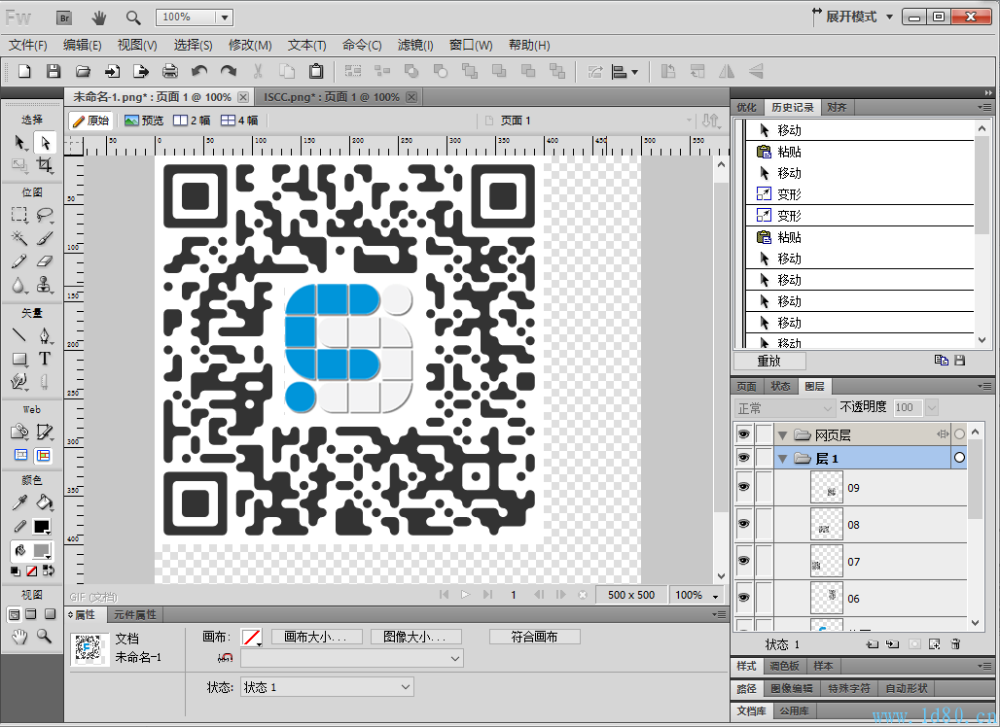 Fw Br 100% 展开模式
文件(F) 编辑(E) 视图(V) 选择(S) 修改(M) 文本(T) 命令(C) 滤镜(I) 窗口(W) 帮助(H)
未命名-1.png* : 页面 1 @ 100% ISCC.png* : 页面 1 @ 100%
原始 预览 2 幅 4 幅 页面 1
50 0 50 100 150 200 250 300 350 400 450 500 550
50
100
150
200
250
300
350
400
选择
位图
矢量
Web
颜色
视图
GIF (文档) 1 500 x 500 100%
属性 元件属性
文档
未命名-1
画布: 画布大小... 图像大小... 符合画布
状态: 状态 1
优化 历史记录 对齐
移动
粘贴
移动
变形
变形
粘贴
移动
移动
移动
移动
移动
重放
页面 状态 图层
正常 不透明度 100
网页层
层 1
09
08
07
06
状态 1
样式 调色板 样本
路径 图像编辑 特殊字符 自动形状
文档库 公用库
www.1d80.cn